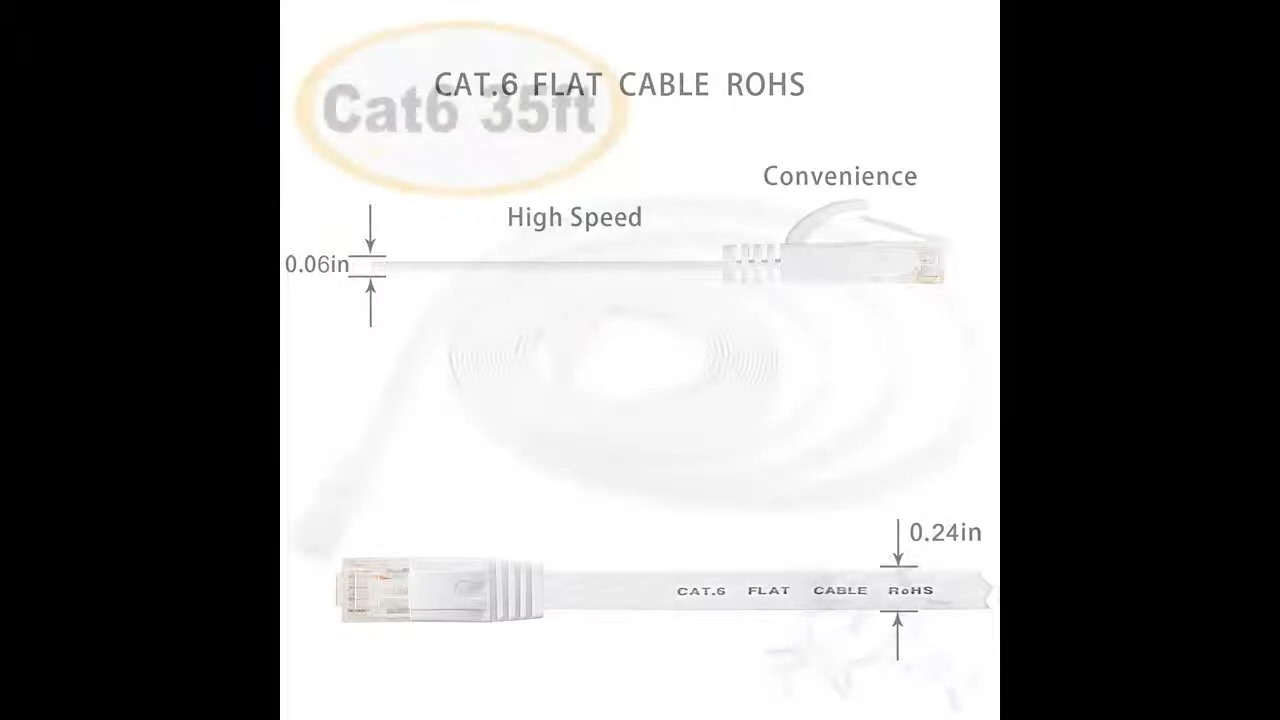 CAT.6 FLAT CABLE ROHS
Cat6 35ft
Convenience
High Speed
0.06in
0.24in
CAT.6 FLAT CABLE RoHS